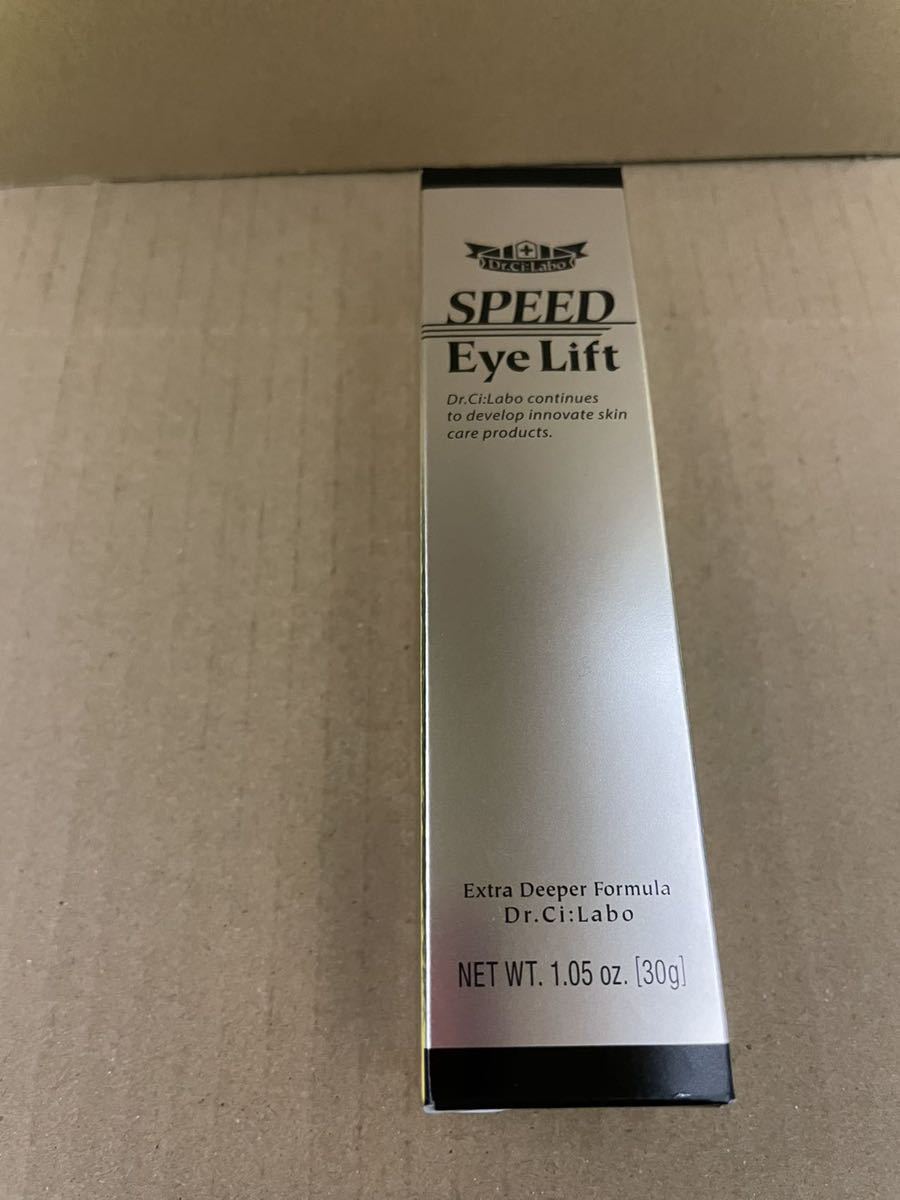 Dr.Ci:Labo
SPEED
Eye Lift
Dr.Ci:Labo continues
to develop innovate skin
care products.
Extra Deeper Formula
Dr.Ci:Labo
NET WT. 1.05 oz. [30g]